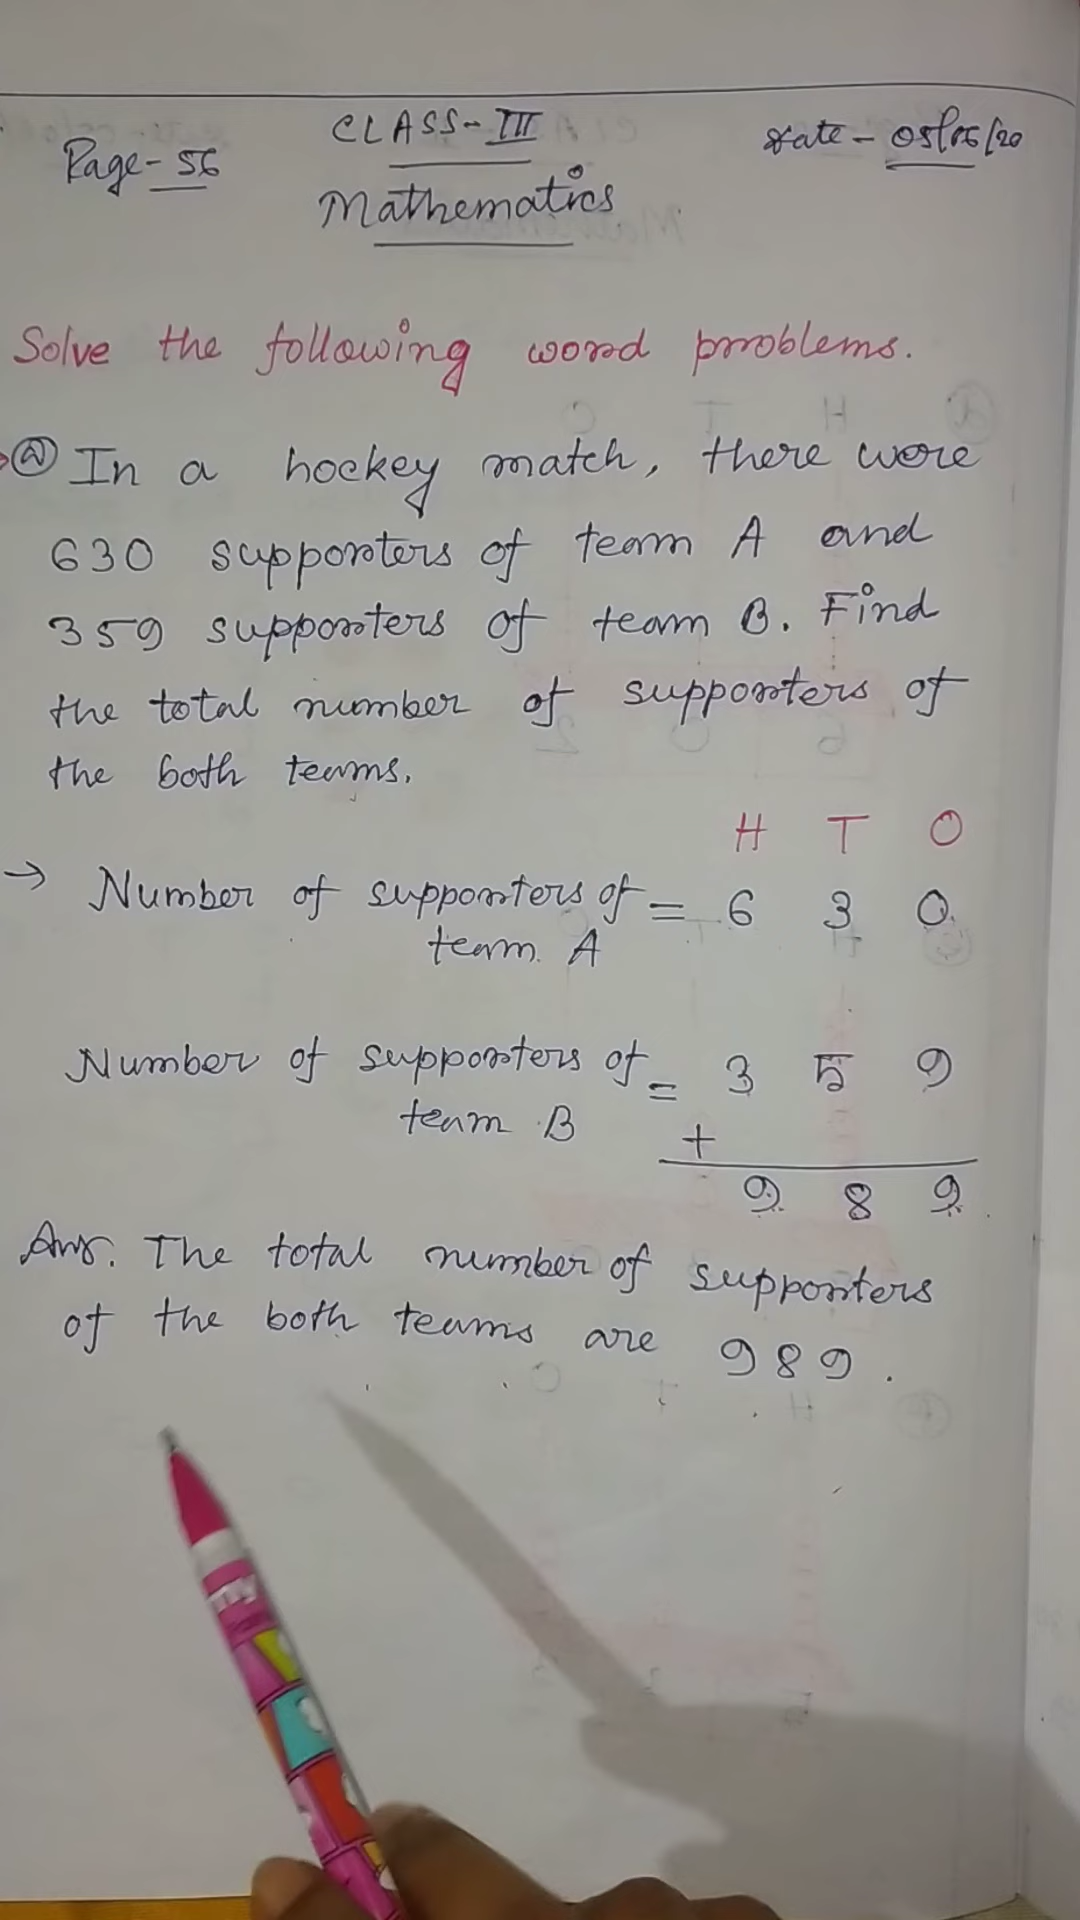 CLASS-III
Page-56
Date-05/06/20
Mathematics
Solve the following word problems.
a In a hockey match, there were
630 supporters of team A and
359 supporters of team B. Find
the total number of supporters of
the both teams.
H T O
→ Number of supporters of = 6 3 0
team A
Number of supporters of = 3 5 9
team B +
9 8 9
Ans. The total number of supporters
of the both teams are 989.